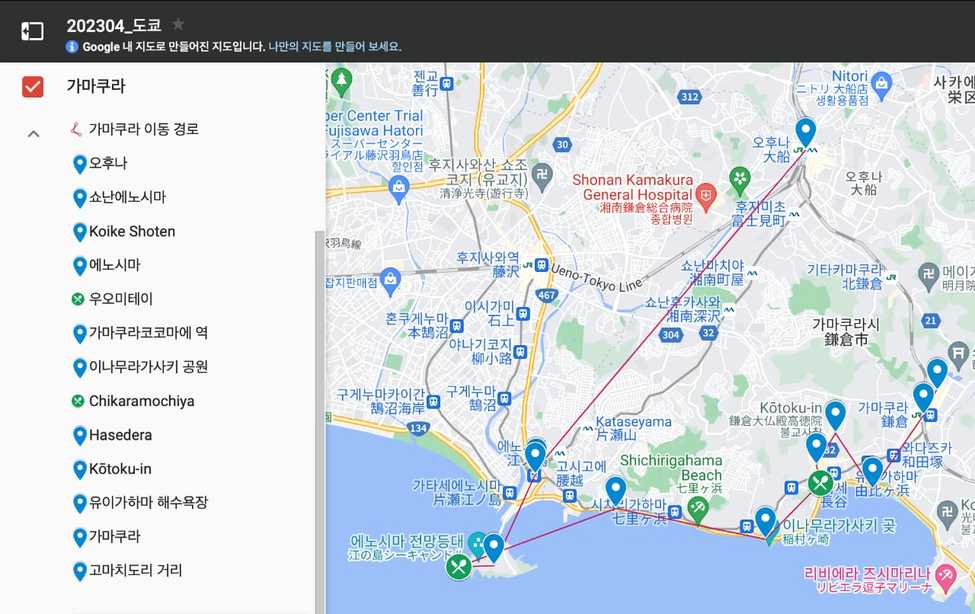 202304_도쿄
Google 내 지도로 만들어진 지도입니다. 나만의 지도를 만들어 보세요.
가마쿠라
가마쿠라 이동 경로
오후나
쇼난에노시마
Koike Shoten
에노시마
우오미테이
가마쿠라코코마에 역
이나무라가사키 공원
Chikaramochiya
Hasedera
Kōtoku-in
유이가하마 해수욕장
가마쿠라
고마치도리 거리
젠교
善行
312
Nitori
ニトリ 大船店
생활용품점
사카에
栄区
per Center Trial
Fujisawa Hatori
スーパーセンター
ライアル藤沢羽鳥店
할인점
30
오후나
大船
후지사와산 쇼조
코지 (유교지)
清浄光寺(遊行寺)
Shonan Kamakura
General Hospital
湘南鎌倉総合病院
종합병원
오후나
大船
후지미초
富士見町
沢羽鳥線
후지사와역
藤沢
Ueno-Tokyo Line
쇼난마치야
湘南町屋
기타카마쿠라
北鎌倉
메이게
明月院
잡지판매점
467
이시가미
石上
쇼난후카사와
湘南深沢
혼쿠게누마
本鵠沼
304
32
21
가마쿠라시
鎌倉市
야나기코지
柳小路
구게누마카이간
鵠沼海岸
구게누마
鵠沼
134
Kataseyama
片瀬山
Kōtoku-in
鎌倉大仏殿高徳院
불교사찰
가마쿠라
鎌倉
32
에노
江
고시고에
腰越
Shichirigahama
Beach
七里ヶ浜
와다즈카
和田塚
가타세에노시마
片瀬江ノ島
시치리가하마
七里ヶ浜
하세
長谷
유이가하마
由比ヶ浜
에노시마 전망등대
江の島シーキャンドル
이나무라가사키 곶
稲村ヶ崎
리비에라 즈시마리나
リビエラ逗子マリーナ